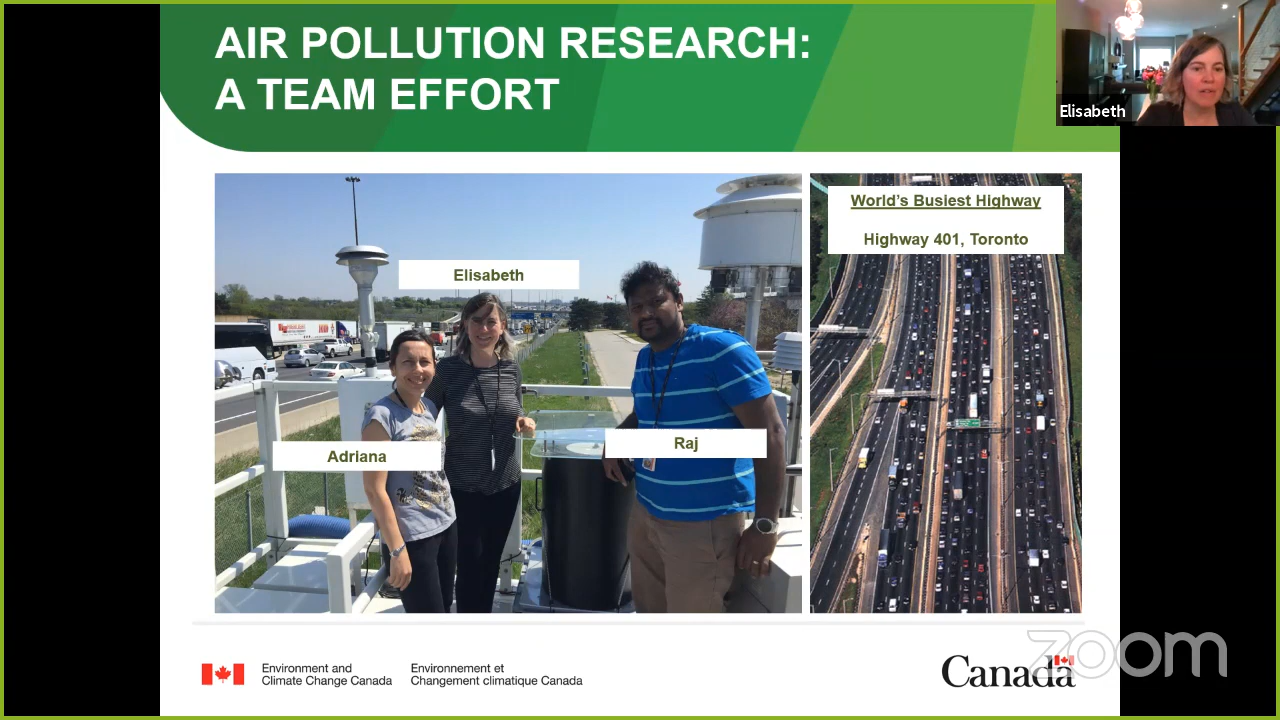 AIR POLLUTION RESEARCH:
A TEAM EFFORT
Elisabeth
World's Busiest Highway
Highway 401, Toronto
Elisabeth
Adriana
Raj
Environment and
Climate Change Canada
Environnement et
Changement climatique Canada
Canada
zoom